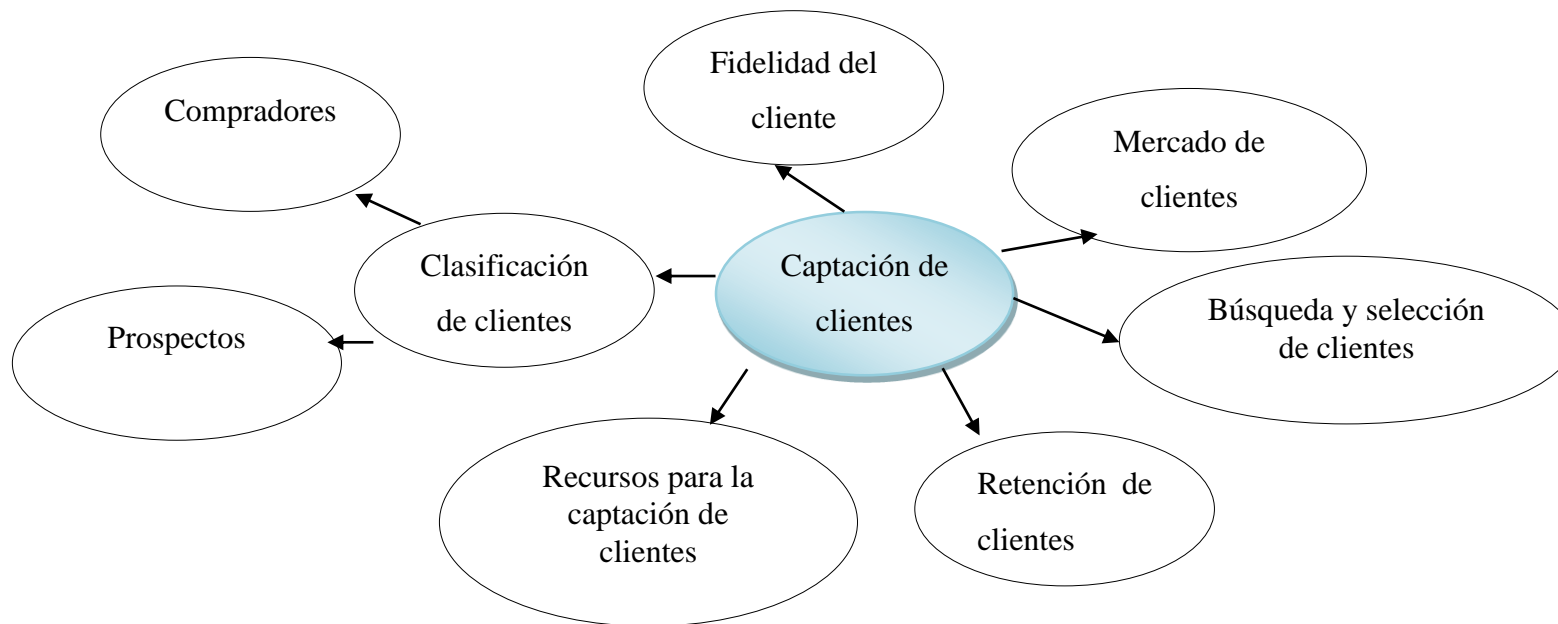 Fidelidad del
cliente
Compradores
Mercado de
clientes
Clasificación
de clientes
Captación de
clientes
Búsqueda y selección
de clientes
Prospectos
Recursos para la
captación de
clientes
Retención  de
clientes